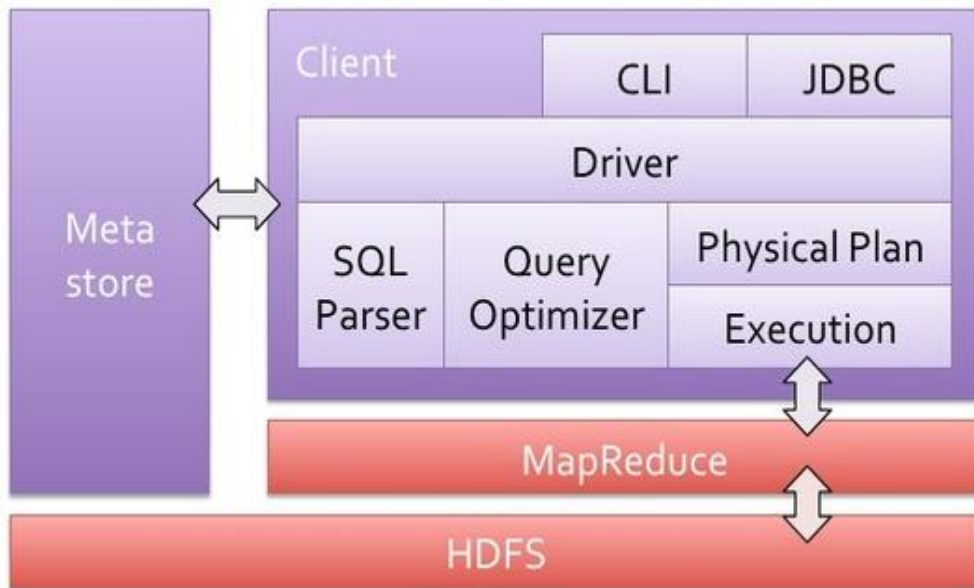 Meta
store
Client
CLI
JDBC
Driver
SQL
Parser
Query
Optimizer
Physical Plan
Execution
MapReduce
HDFS